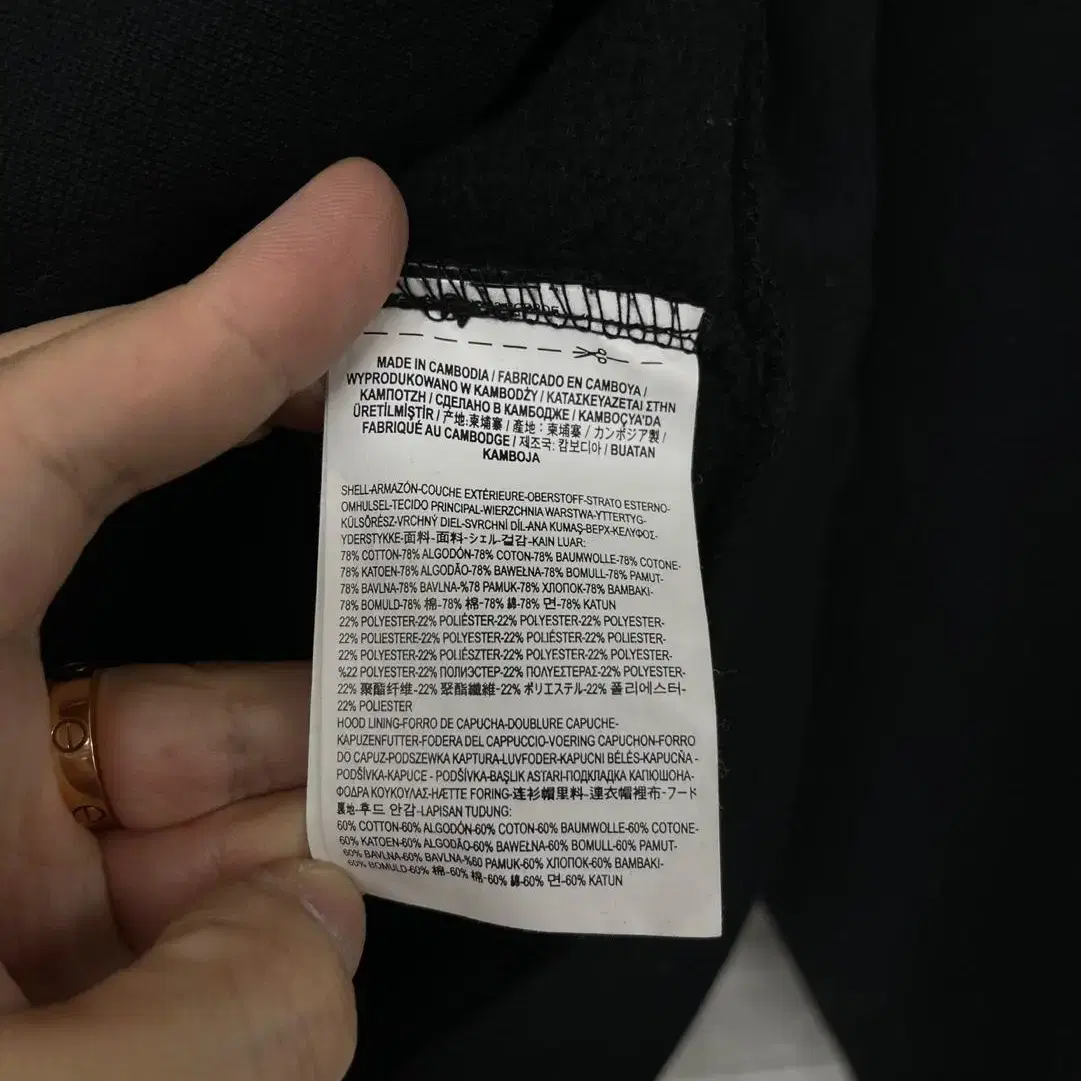 MADE IN CAMBODIA / FABRICADO EN CAMBOYA /
WYPRODUKOWANO W KAMBODŻY / ΚΑΤΑΣΚΕΥΑΖΕΤΑΙ ΣΤΗΝ
ΚΑΜΠΟΤΖΗ / СДЕЛАНО В КАМБОДЖЕ / KAMBOÇYA'DA
ÜRETİLMİŞTİR / 产地:柬埔寨 / 產地：柬埔寨 / カンボジア製 /
FABRIQUÉ AU CAMBODGE / 제조국: 캄보디아 / BUATAN
KAMBOJA
SHELL-ARMAZÓN-COUCHE EXTÉRIEURE-OBERSTOFF-STRATO ESTERNO-
OMHULSEL-TECIDO PRINCIPAL-WIERZCHNIA WARSTWA-YTTERTYG-
KÜLSŐRÉSZ-VRCHNÝ DIEL-SVRCHNÍ DÍL-ANA KUMAŞ-ВЕРХ-ΚΕΛΥΦΟΣ-
YDERSTYKKE-面料-面料-シェル-겉감-KAIN LUAR:
78% COTTON-78% ALGODÓN-78% COTON-78% BAUMWOLLE-78% COTONE-
78% KATOEN-78% ALGODÃO-78% BAWEŁNA-78% BOMULL-78% PAMUT-
78% BAVLNA-78% BAVLNA-%78 PAMUK-78% ХЛОПОК-78% ΒΑΜΒΑΚΙ-
78% BOMULD-78% 棉-78% 棉-78% 綿-78% 면-78% KATUN
22% POLYESTER-22% POLIÉSTER-22% POLYESTER-22% POLYESTER-
22% POLIESTERE-22% POLYESTER-22% POLIÉSTER-22% POLIESTER-
22% POLYESTER-22% POLIÉSZTER-22% POLYESTER-22% POLYESTER-
%22 POLYESTER-22% ПОЛИЭСТЕР-22% ΠΟΛΥΕΣΤΕΡΑΣ-22% POLYESTER-
22% 聚酯纤维-22% 聚酯纖維-22% ポリエステル-22% 폴리에스터-
22% POLIESTER
HOOD LINING-FORRO DE CAPUCHA-DOUBLURE CAPUCHE-
KAPUZENFUTTER-FODERA DEL CAPPUCCIO-VOERING CAPUCHON-FORRO
DO CAPUZ-PODSZEWKA KAPTURA-LUVFODER-KAPUCNI BÉLÉS-KAPUCŇA -
PODŠÍVKA-KAPUCE - PODŠÍVKA-BAŞLIK ASTARI-ПОДКЛАДКА КАПЮШОНА-
ΦΟΔΡΑ ΚΟΥΚΟΥΛΑΣ-HÆTTE FORING-连衫帽里料-連衣帽裡布-フード
裏地-후드 안감-LAPISAN TUDUNG:
60% COTTON-60% ALGODÓN-60% COTON-60% BAUMWOLLE-60% COTONE-
60% KATOEN-60% ALGODÃO-60% BAWEŁNA-60% BOMULL-60% PAMUT-
60% BAVLNA-60% BAVLNA-%60 PAMUK-60% ХЛОПОК-60% ΒΑΜΒΑΚΙ-
60% BOMULD-60% 棉-60% 棉-60% 綿-60% 면-60% KATUN